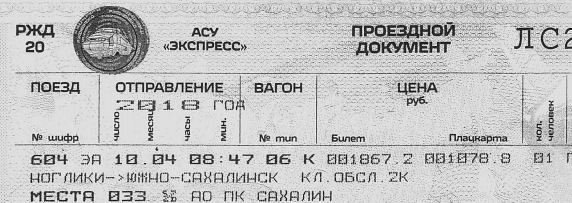 РЖД АСУ ПРОЕЗДНОЙ ЛС2
20 «ЭКСПРЕСС» ДОКУМЕНТ
ПОЕЗД ОТПРАВЛЕНИЕ ВАГОН ЦЕНА
руб.
2018 ГОД
№ шифр число месяц часы мин. № тип Билет Плацкарта кол. человек
604 ЭА 10.04 08:47 06 К 001867.2 001078.8 01
НОГЛИКИ->ЮЖНО-САХАЛИНСК КЛ.ОБСЛ.2К
МЕСТА 033 АО ПК САХАЛИН